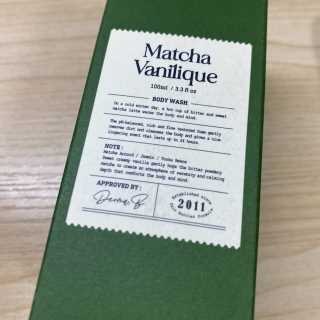 Matcha
Vanilique
100ml / 3.3 fl oz
BODY WASH
On a cold winter day, a hot cup of bitter and sweet
matcha latte warms the body and mind.
The pH-balanced, rich and fine textured foam gently
removes dirt and cleanses the body and gives a
lingering scent that lasts up to 24 hours.
NOTE :
Matcha Accord / Jasmin / Tonka Beans
Sweet creamy vanilla gently hugs the bitter powdery
matcha to create an atmosphere of serenity and calming
depth that comforts the body and mind.
APPROVED BY :
Derma B
Established since
2011